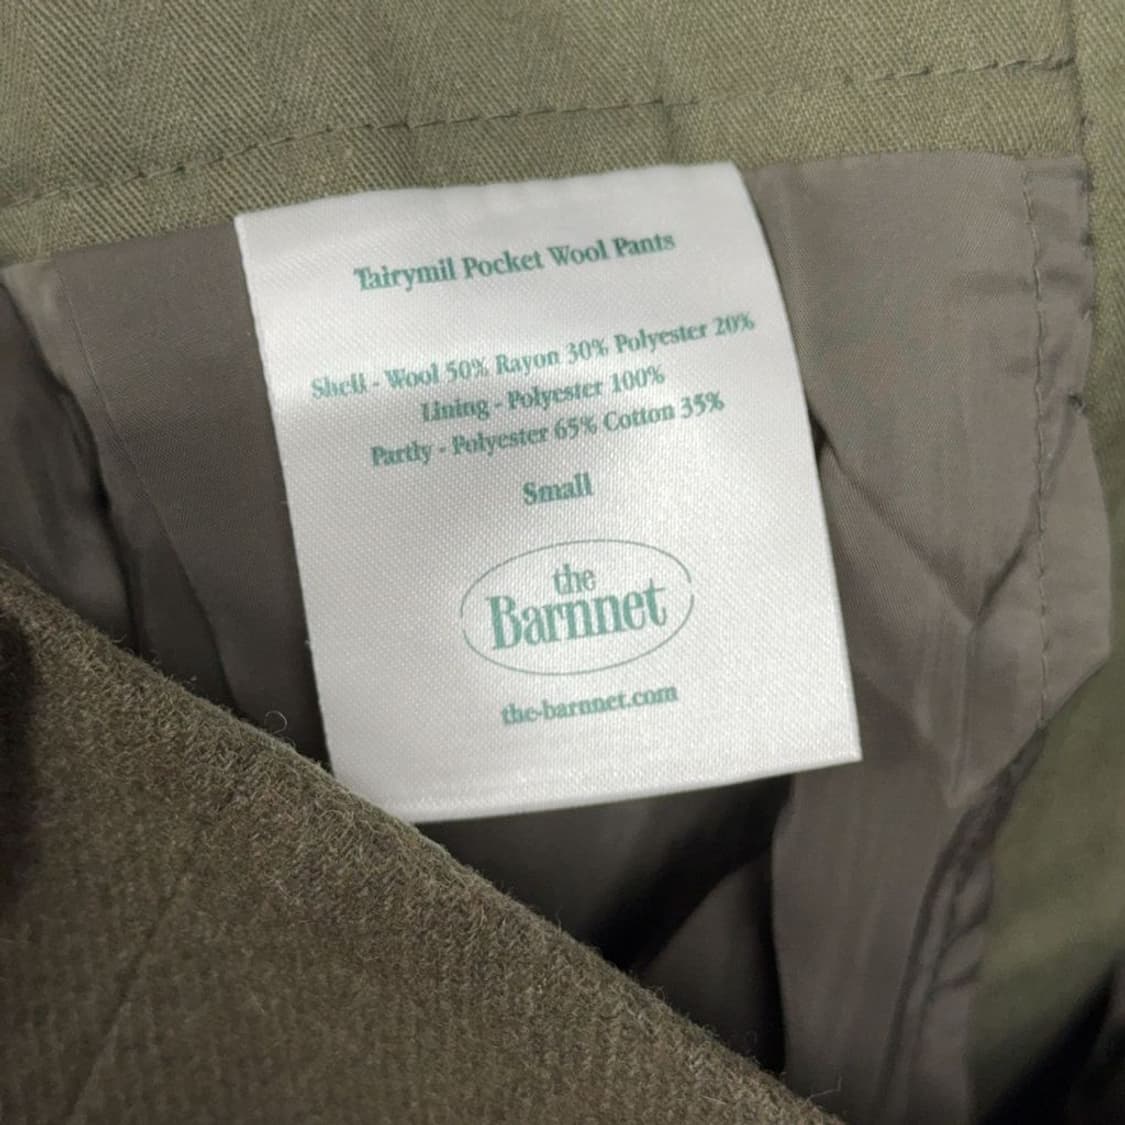 Tairymil Pocket Wool Pants
Shell - Wool 50% Rayon 30% Polyester 20%
Lining - Polyester 100%
Partly - Polyester 65% Cotton 35%
Small
the
Barnnet
the-barnnet.com